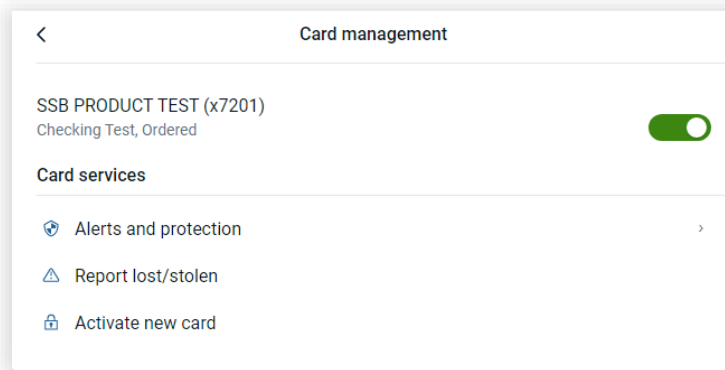 Card management
SSB PRODUCT TEST (x7201)
Checking Test, Ordered
Card services
Alerts and protection
Report lost/stolen
Activate new card